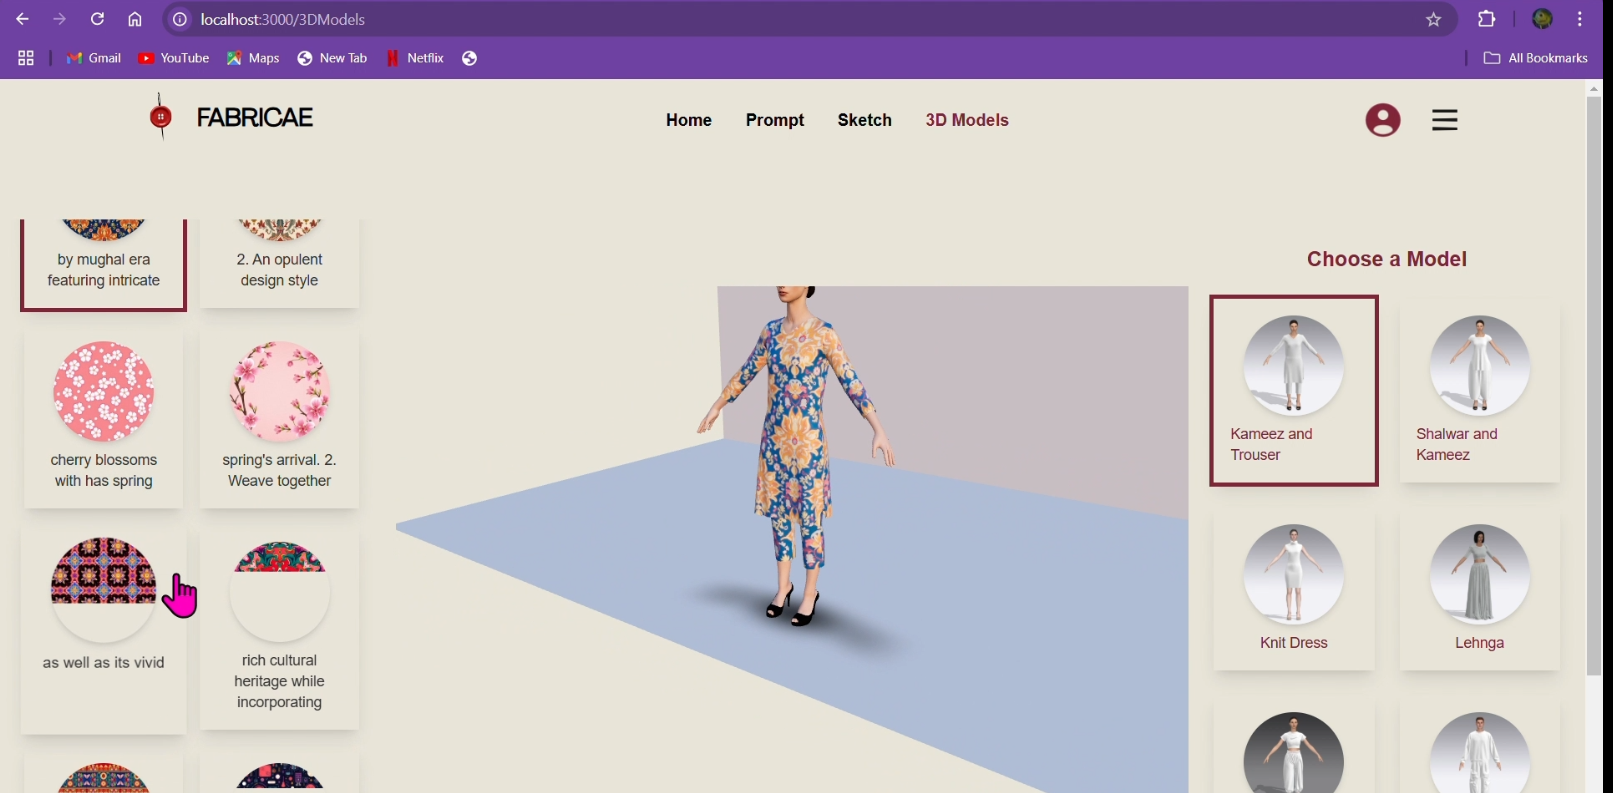 localhost:3000/3DModels
Gmail
YouTube
Maps
New Tab
Netflix
All Bookmarks
FABRICAE
Home
Prompt
Sketch
3D Models
by mughal era
featuring intricate
2. An opulent
design style
cherry blossoms
with has spring
spring's arrival. 2.
Weave together
as well as its vivid
rich cultural
heritage while
incorporating
Choose a Model
Kameez and
Trouser
Shalwar and
Kameez
Knit Dress
Lehnga